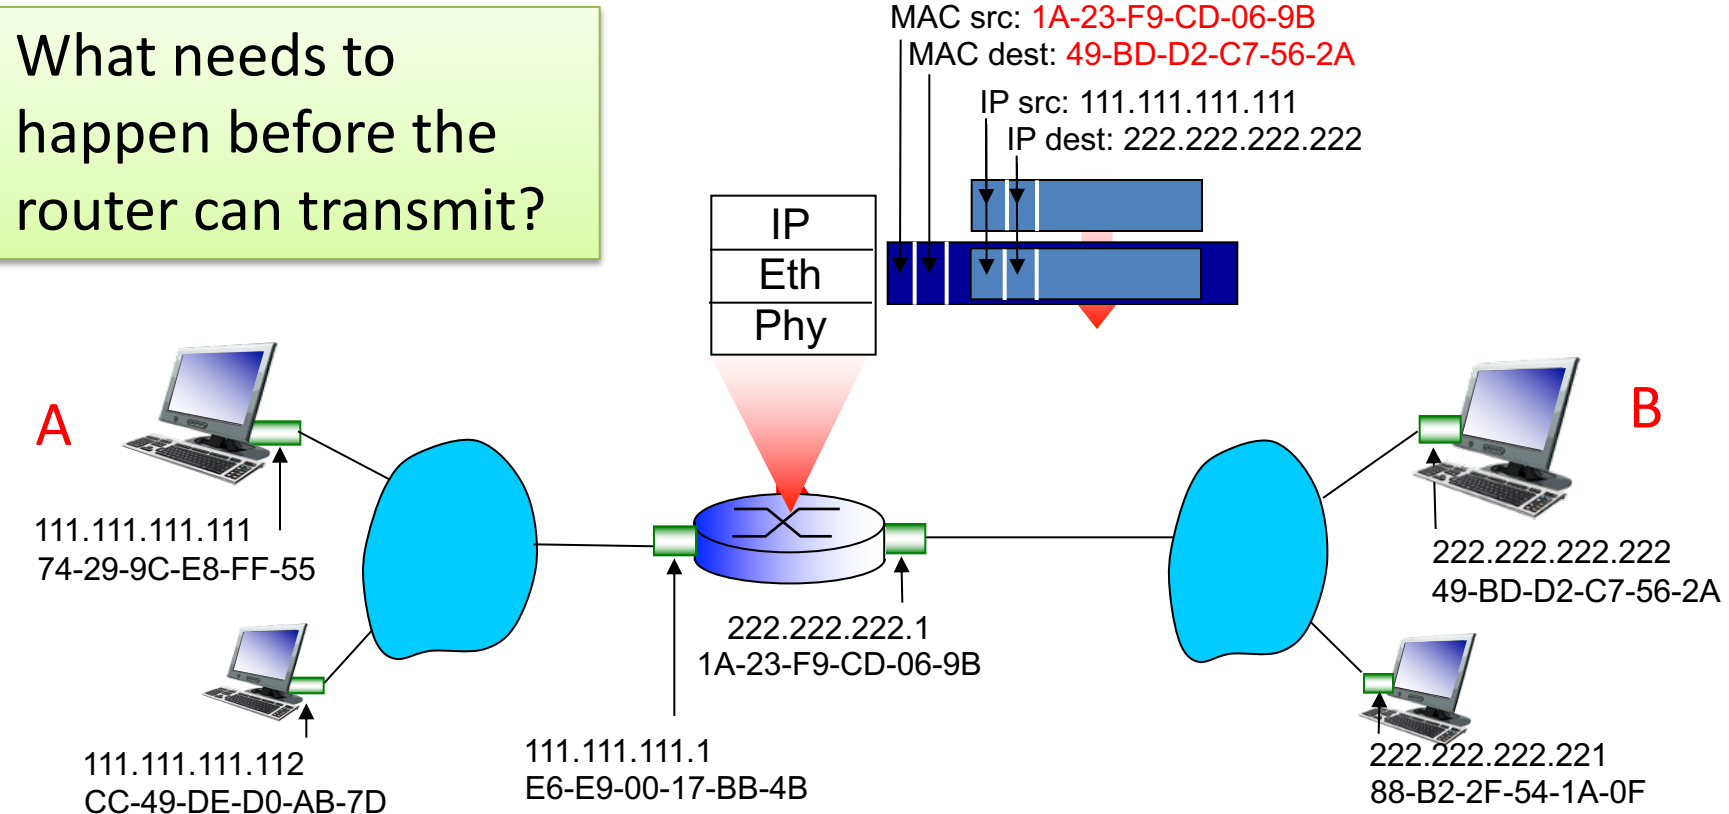 What needs to
happen before the
router can transmit?
MAC src: 1A-23-F9-CD-06-9B
MAC dest: 49-BD-D2-C7-56-2A
IP src: 111.111.111.111
IP dest: 222.222.222.222
IP
Eth
Phy
A
B
111.111.111.111
74-29-9C-E8-FF-55
222.222.222.222
49-BD-D2-C7-56-2A
222.222.222.1
1A-23-F9-CD-06-9B
111.111.111.112
CC-49-DE-D0-AB-7D
111.111.111.1
E6-E9-00-17-BB-4B
222.222.222.221
88-B2-2F-54-1A-0F